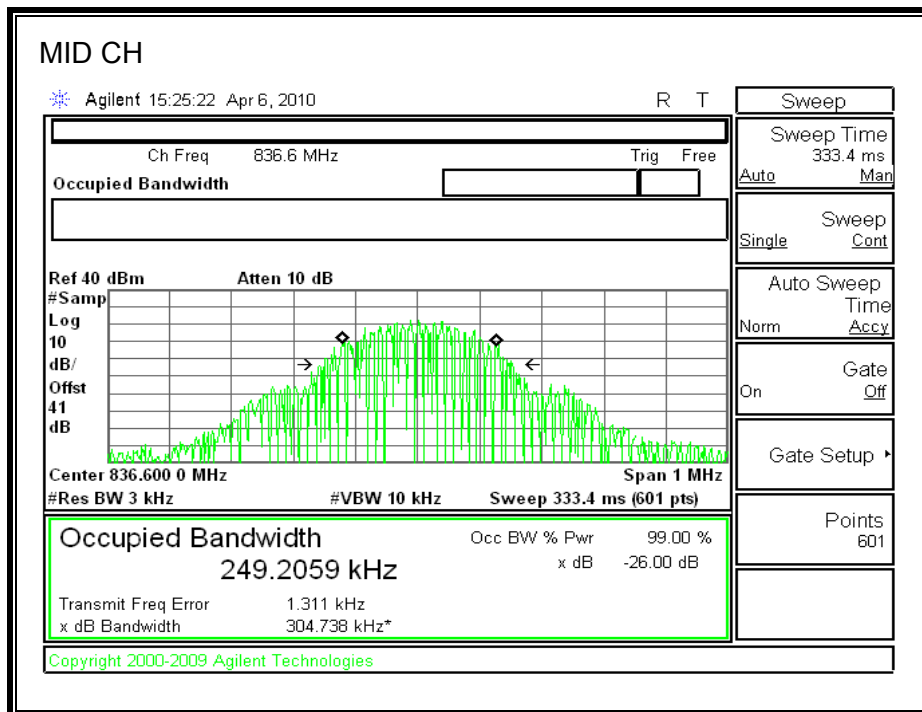 MID CH
Agilent 15:25:22 Apr 6, 2010 R T
Sweep
Ch Freq 836.6 MHz Trig Free
Occupied Bandwidth
Sweep Time
333.4 ms
Auto Man
Sweep
Single Cont
Auto Sweep
Time
Norm Accy
Gate
On Off
Gate Setup
Points
601
Ref 40 dBm Atten 10 dB
#Samp
Log
10
dB/
Offst
41
dB
Center 836.600 0 MHz Span 1 MHz
#Res BW 3 kHz #VBW 10 kHz Sweep 333.4 ms (601 pts)
Occupied Bandwidth
249.2059 kHz
Occ BW % Pwr 99.00 %
x dB -26.00 dB
Transmit Freq Error 1.311 kHz
x dB Bandwidth 304.738 kHz*
Copyright 2000-2009 Agilent Technologies